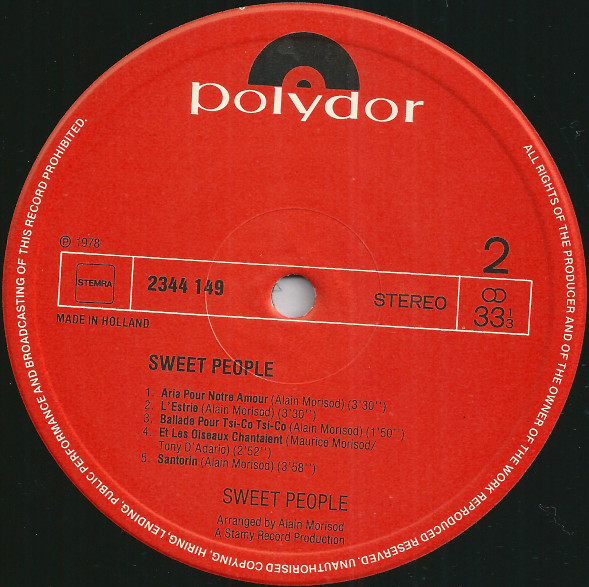 polydor
ALL RIGHTS OF THE PRODUCER AND OF THE OWNER OF THE WORK REPRODUCED RESERVED. UNAUTHORISED COPYING, HIRING, LENDING, PUBLIC PERFORMANCE AND BROADCASTING OF THIS RECORD PROHIBITED.
℗ 1978
2
STEMRA
2344 149
STEREO
33 1/3
MADE IN HOLLAND
SWEET PEOPLE
1. Aria Pour Notre Amour (Alain Morisod) (3'30'')
2. L'Estrie (Alain Morisod) (3'30'')
3. Ballade Pour Tsi-Co Tsi-Co (Alain Morisod) (1'50'')
4. Et Les Oiseaux Chantaient (Maurice Morisod/
Tony D'Adario) (2'52'')
5. Santorin (Alain Morisod) (3'58'')
SWEET PEOPLE
Arranged by Alain Morisod
A Stamy Record Production